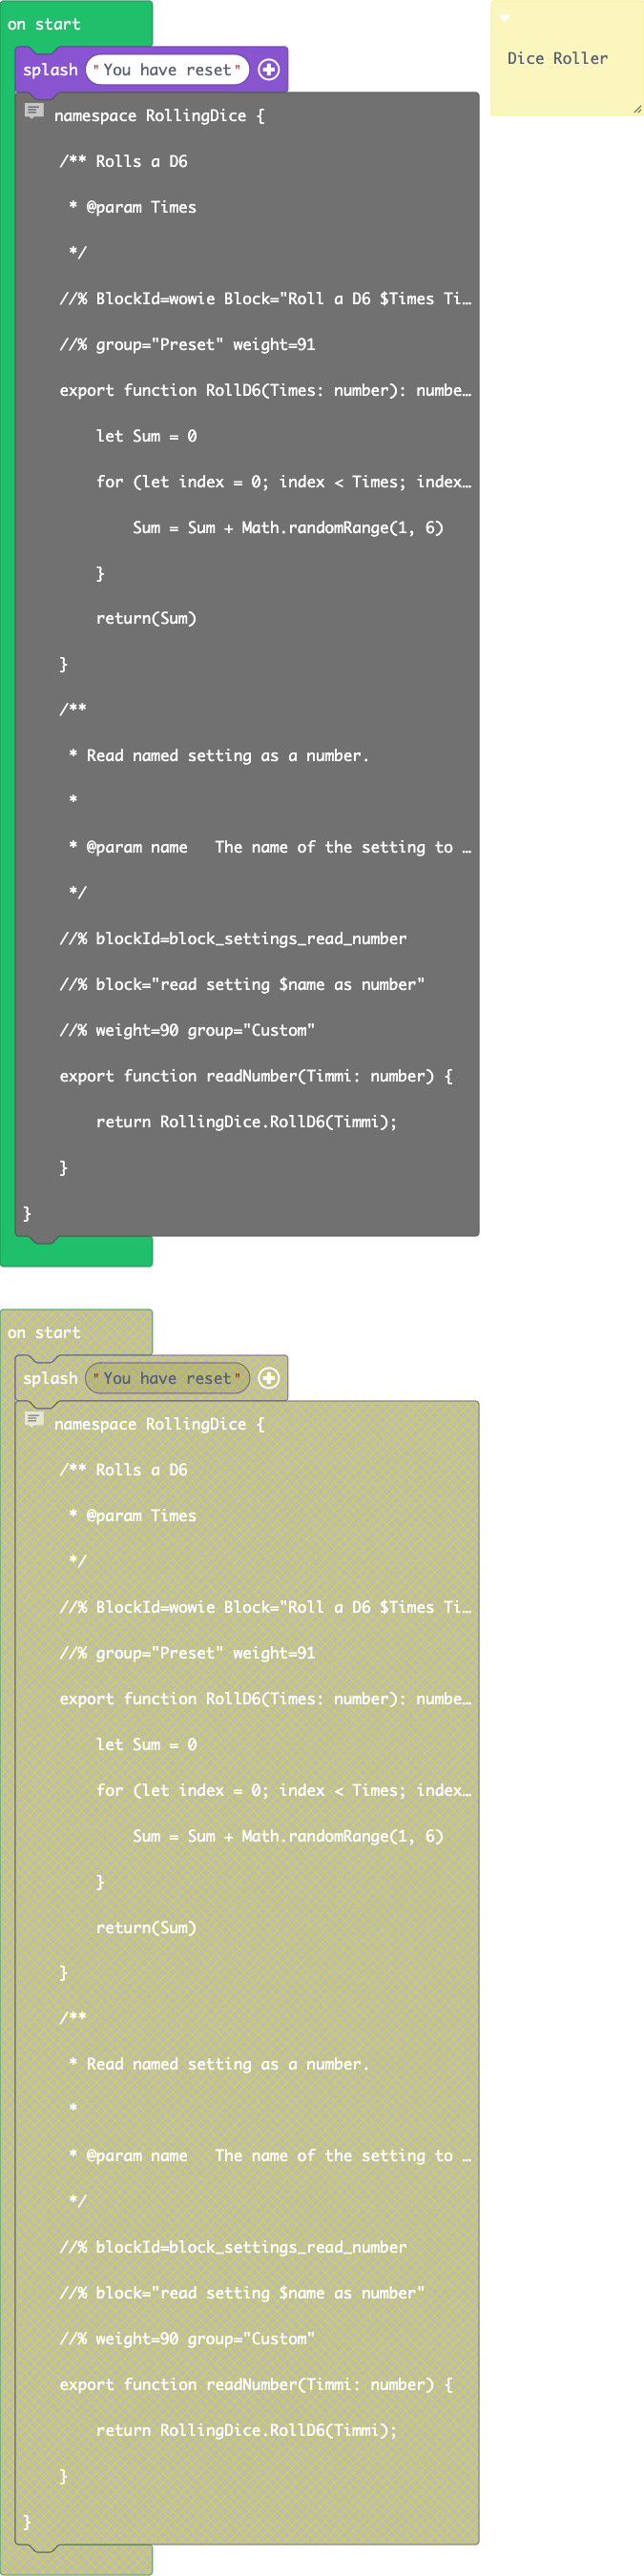 on start
splash "You have reset"
namespace RollingDice {
/** Rolls a D6
* @param Times
*/
//% BlockId=wowie Block="Roll a D6 $Times Ti…
//% group="Preset" weight=91
export function RollD6(Times: number): numbe…
let Sum = 0
for (let index = 0; index < Times; index…
Sum = Sum + Math.randomRange(1, 6)
}
return(Sum)
}
/**
* Read named setting as a number.
*
* @param name   The name of the setting to …
*/
//% blockId=block_settings_read_number
//% block="read setting $name as number"
//% weight=90 group="Custom"
export function readNumber(Timmi: number) {
return RollingDice.RollD6(Timmi);
}
}
Dice Roller
on start
splash "You have reset"
namespace RollingDice {
/** Rolls a D6
* @param Times
*/
//% BlockId=wowie Block="Roll a D6 $Times Ti…
//% group="Preset" weight=91
export function RollD6(Times: number): numbe…
let Sum = 0
for (let index = 0; index < Times; index…
Sum = Sum + Math.randomRange(1, 6)
}
return(Sum)
}
/**
* Read named setting as a number.
*
* @param name   The name of the setting to …
*/
//% blockId=block_settings_read_number
//% block="read setting $name as number"
//% weight=90 group="Custom"
export function readNumber(Timmi: number) {
return RollingDice.RollD6(Timmi);
}
}